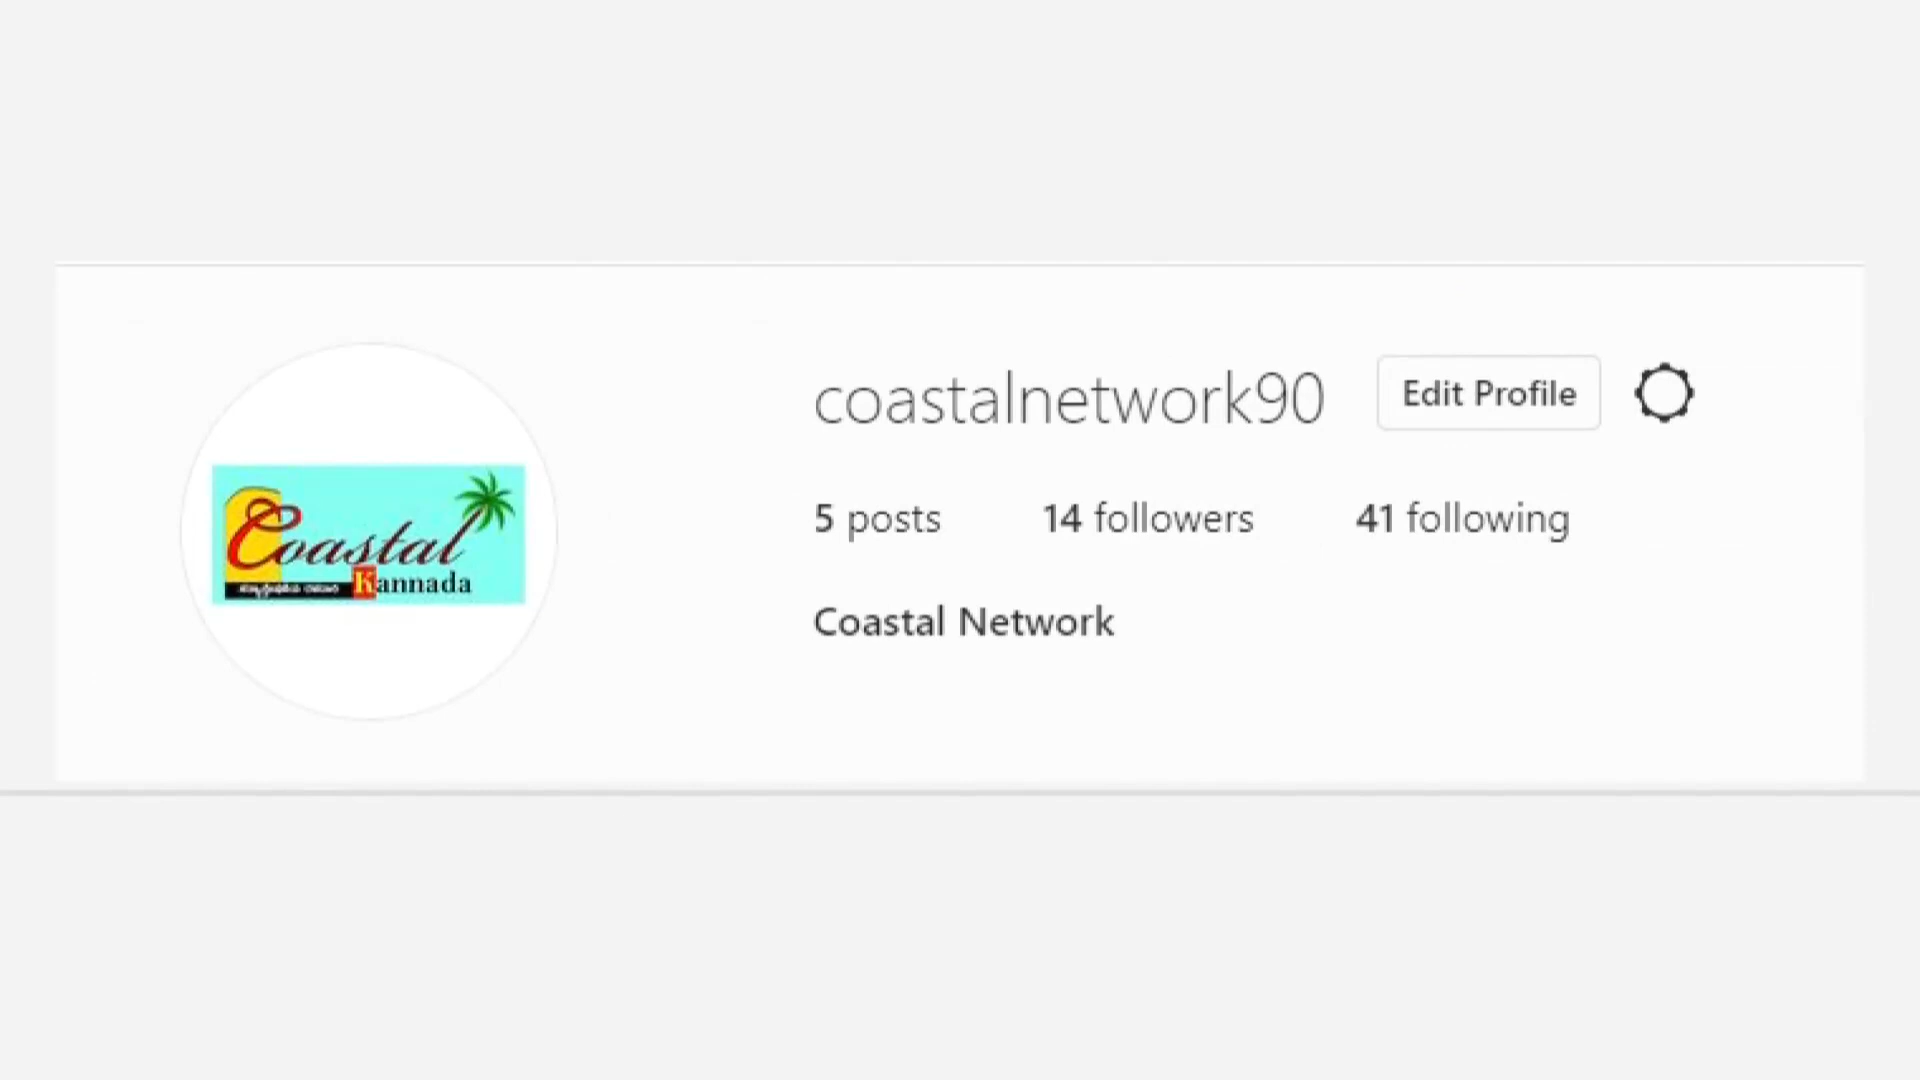 coastalnetwork90 Edit Profile
5 posts 14 followers 41 following
Coastal
Kannada
Coastal Network